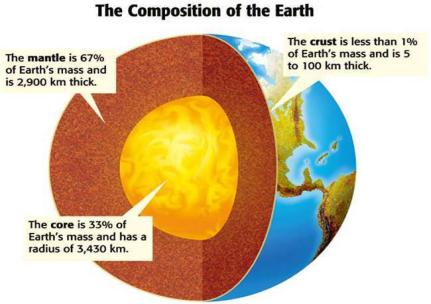 The Composition of the Earth
The mantle is 67%
of Earth's mass and
is 2,900 km thick.
The crust is less than 1%
of Earth's mass and is 5
to 100 km thick.
The core is 33% of
Earth's mass and has a
radius of 3,430 km.